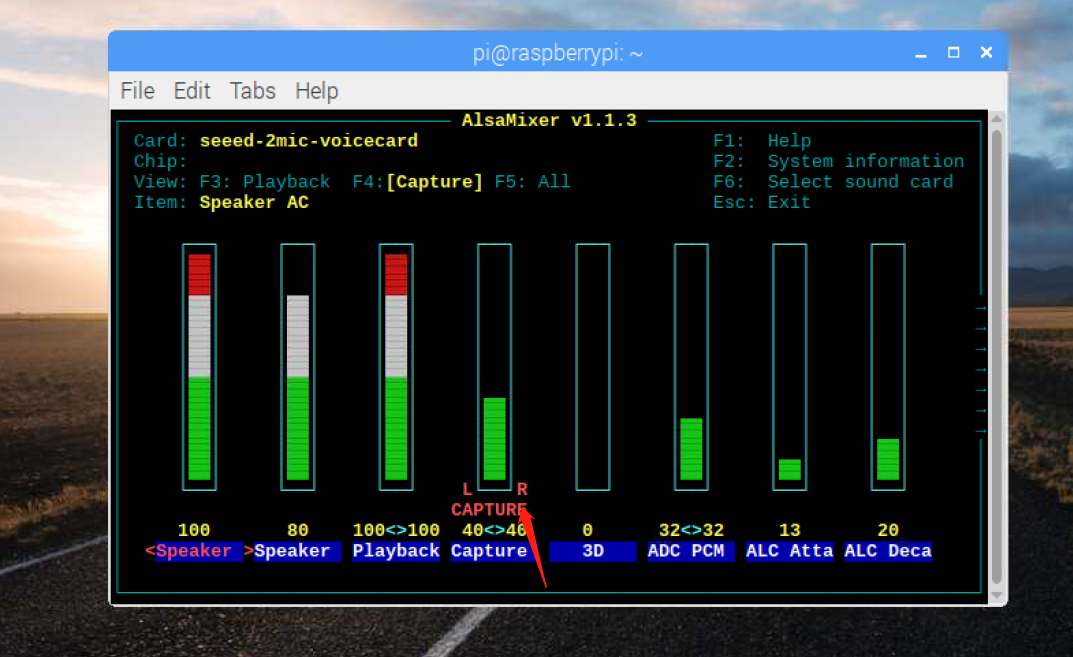 pi@raspberrypi: ~
File Edit Tabs Help
AlsaMixer v1.1.3
Card: seeed-2mic-voicecard F1: Help
Chip: F2: System information
View: F3: Playback F4:[Capture] F5: All F6: Select sound card
Item: Speaker AC Esc: Exit
L R
CAPTURE
100 80 100<>100 40<>40 0 32<>32 13 20
<Speaker >Speaker Playback Capture 3D ADC PCM ALC Atta ALC Deca